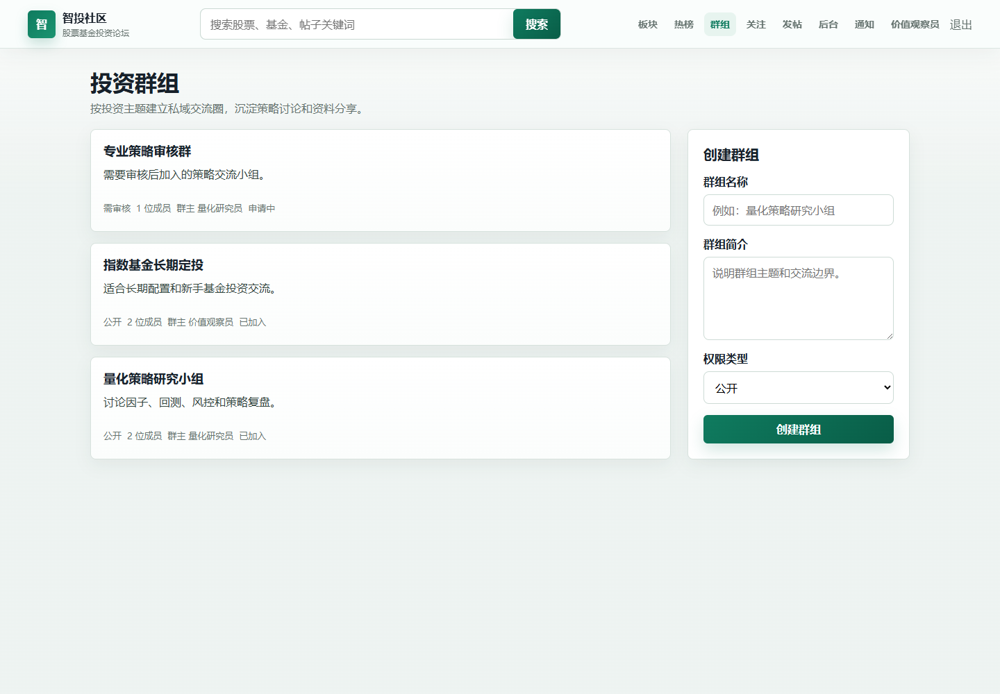 智
智投社区
股票基金投资论坛
搜索股票、基金、帖子关键词
搜索
板块 热榜 群组 关注 发帖 后台 通知 价值观察员 退出
投资群组
按投资主题建立私域交流圈，沉淀策略讨论和资料分享。
专业策略审核群
需要审核后加入的策略交流小组。
需审核 1 位成员 群主 量化研究员 申请中
指数基金长期定投
适合长期配置和新手基金投资交流。
公开 2 位成员 群主 价值观察员 已加入
量化策略研究小组
讨论因子、回测、风控和策略复盘。
公开 2 位成员 群主 量化研究员 已加入
创建群组
群组名称
例如：量化策略研究小组
群组简介
说明群组主题和交流边界。
权限类型
公开
创建群组